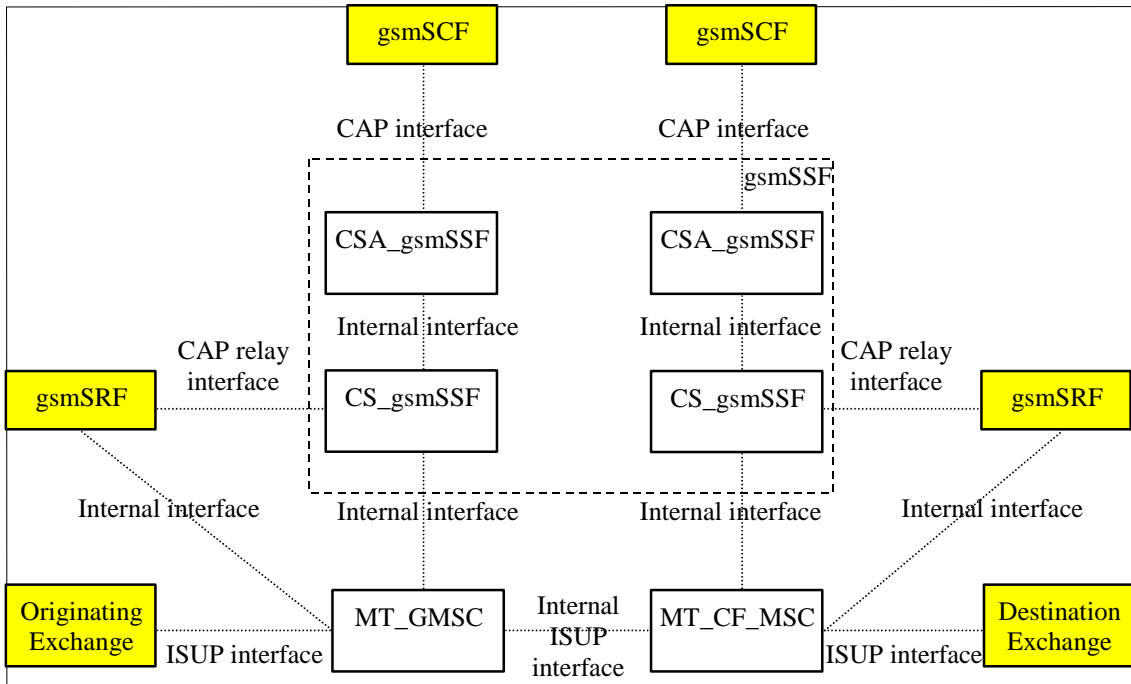 gsmSCF
gsmSCF
CAP interface
CAP interface
gsmSSF
CSA_gsmSSF
CSA_gsmSSF
Internal interface
Internal interface
CAP relay
interface
CAP relay
interface
gsmSRF
CS_gsmSSF
CS_gsmSSF
gsmSRF
Internal interface
Internal interface
Internal interface
Internal interface
Originating
Exchange
MT_GMSC
Internal
ISUP
interface
MT_CF_MSC
Destination
Exchange
ISUP interface
ISUP interface